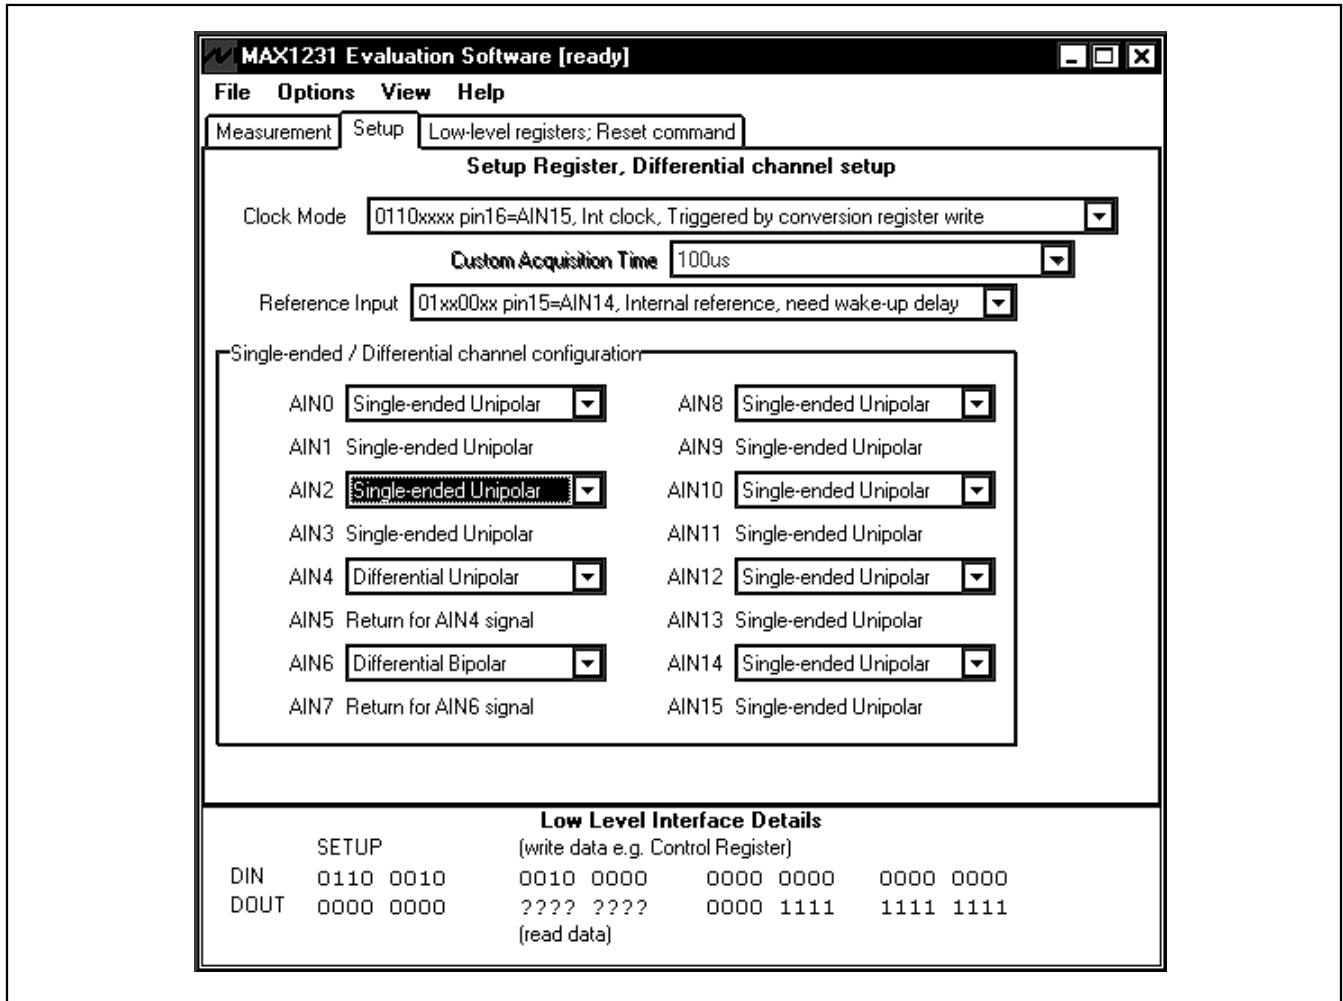 MAX1231 Evaluation Software [ready]
File Options View Help
Measurement Setup Low-level registers; Reset command
Setup Register, Differential channel setup
Clock Mode 0110xxxx pin16=AIN15, Int clock, Triggered by conversion register write
Custom Acquisition Time 100us
Reference Input 01xx00xx pin15=AIN14, Internal reference, need wake-up delay
Single-ended / Differential channel configuration
AIN0 Single-ended Unipolar AIN8 Single-ended Unipolar
AIN1 Single-ended Unipolar AIN9 Single-ended Unipolar
AIN2 Single-ended Unipolar AIN10 Single-ended Unipolar
AIN3 Single-ended Unipolar AIN11 Single-ended Unipolar
AIN4 Differential Unipolar AIN12 Single-ended Unipolar
AIN5 Return for AIN4 signal AIN13 Single-ended Unipolar
AIN6 Differential Bipolar AIN14 Single-ended Unipolar
AIN7 Return for AIN6 signal AIN15 Single-ended Unipolar
Low Level Interface Details
SETUP (write data e.g. Control Register)
DIN 0110 0010 0010 0000 0000 0000 0000 0000
DOUT 0000 0000 ???? ???? 0000 1111 1111 1111
(read data)